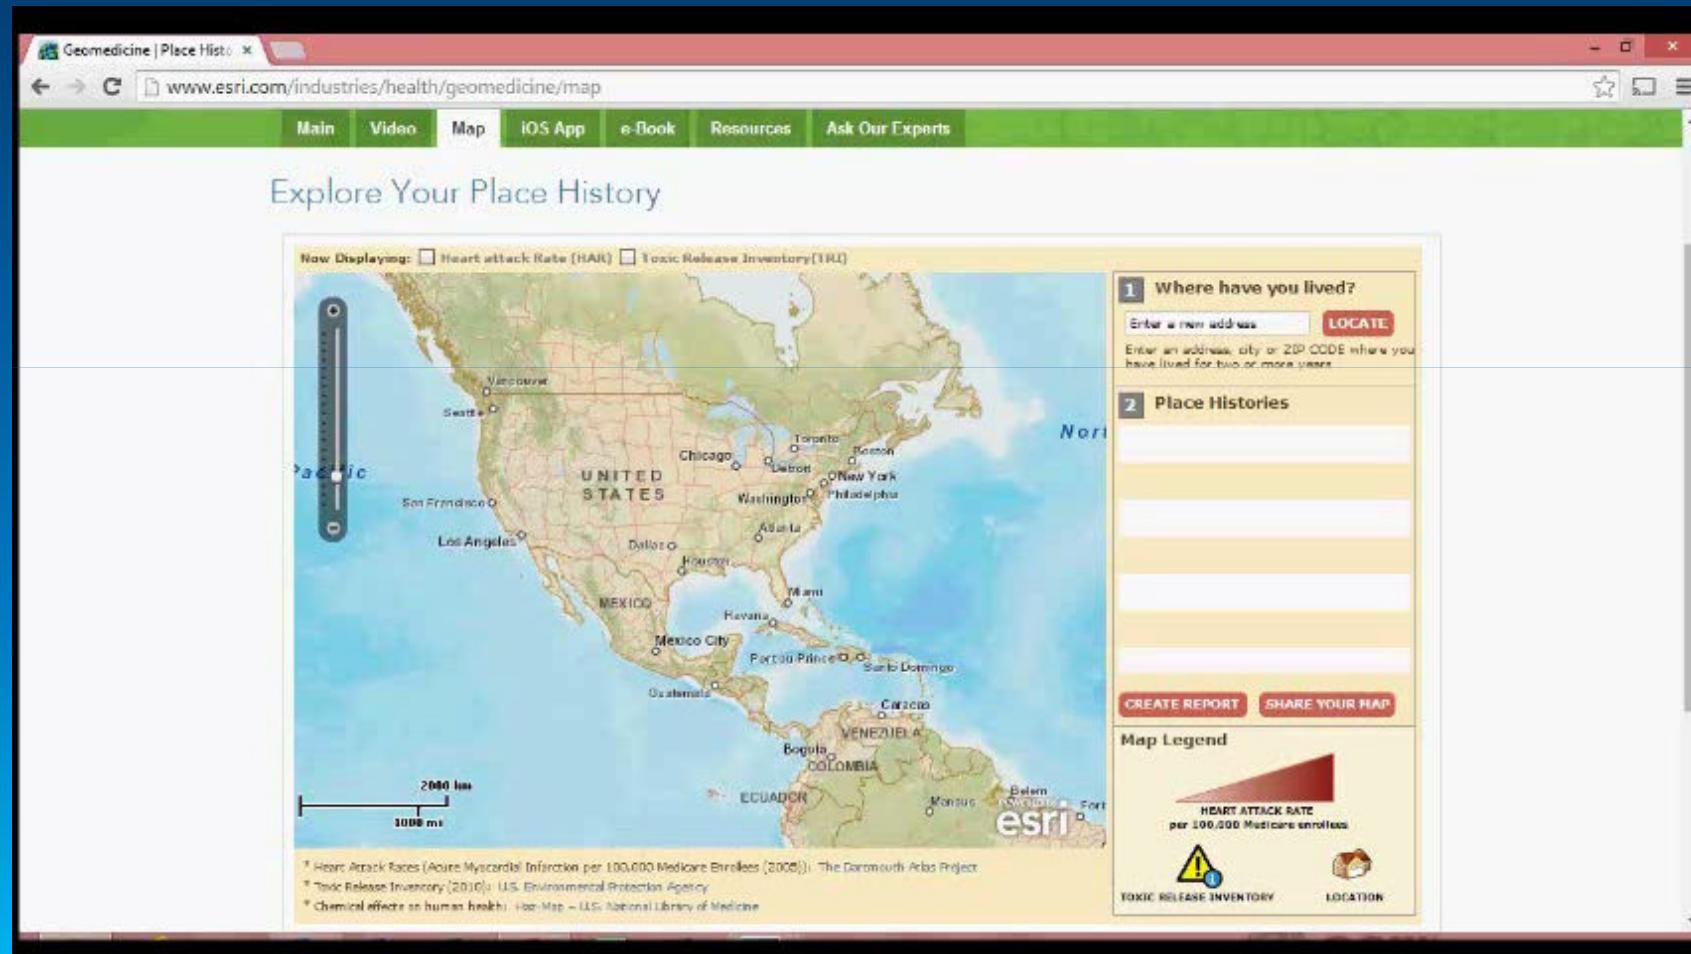 Geomedicine | Place Histo
www.esri.com/industries/health/geomedicine/map
Main Video Map iOS App e-Book Resources Ask Our Experts
Explore Your Place History
Now Displaying: Heart attack Rate (HAR) Toxic Release Inventory(TRI)
1 Where have you lived?
Enter a new address LOCATE
Enter an address, city or ZIP CODE where you
have lived for two or more years
2 Place Histories
Vancouver
Seattle
Toronto
Boston
Chicago
Detroit
New York
Philadelphia
Washington
UNITED
STATES
Pacific
Nort
San Francisco
Los Angeles
Atlanta
Dallas
Houston
Miami
MEXICO
Havana
Mexico City
Port-au-Prince
Santo Domingo
Guatemala
Caracas
VENEZUELA
Bogota
COLOMBIA
ECUADOR
Manaus
Belem
Fort
esri
2000 km
1000 mi
CREATE REPORT SHARE YOUR MAP
Map Legend
HEART ATTACK RATE
per 100,000 Medicare enrollees
TOXIC RELEASE INVENTORY LOCATION
* Heart Attack Rates (Acute Myocardial Infarction per 100,000 Medicare Enrollees (2005)): The Dartmouth Atlas Project
* Toxic Release Inventory (2010): U.S. Environmental Protection Agency
* Chemical effects on human health: Haz-Map – U.S. National Library of Medicine